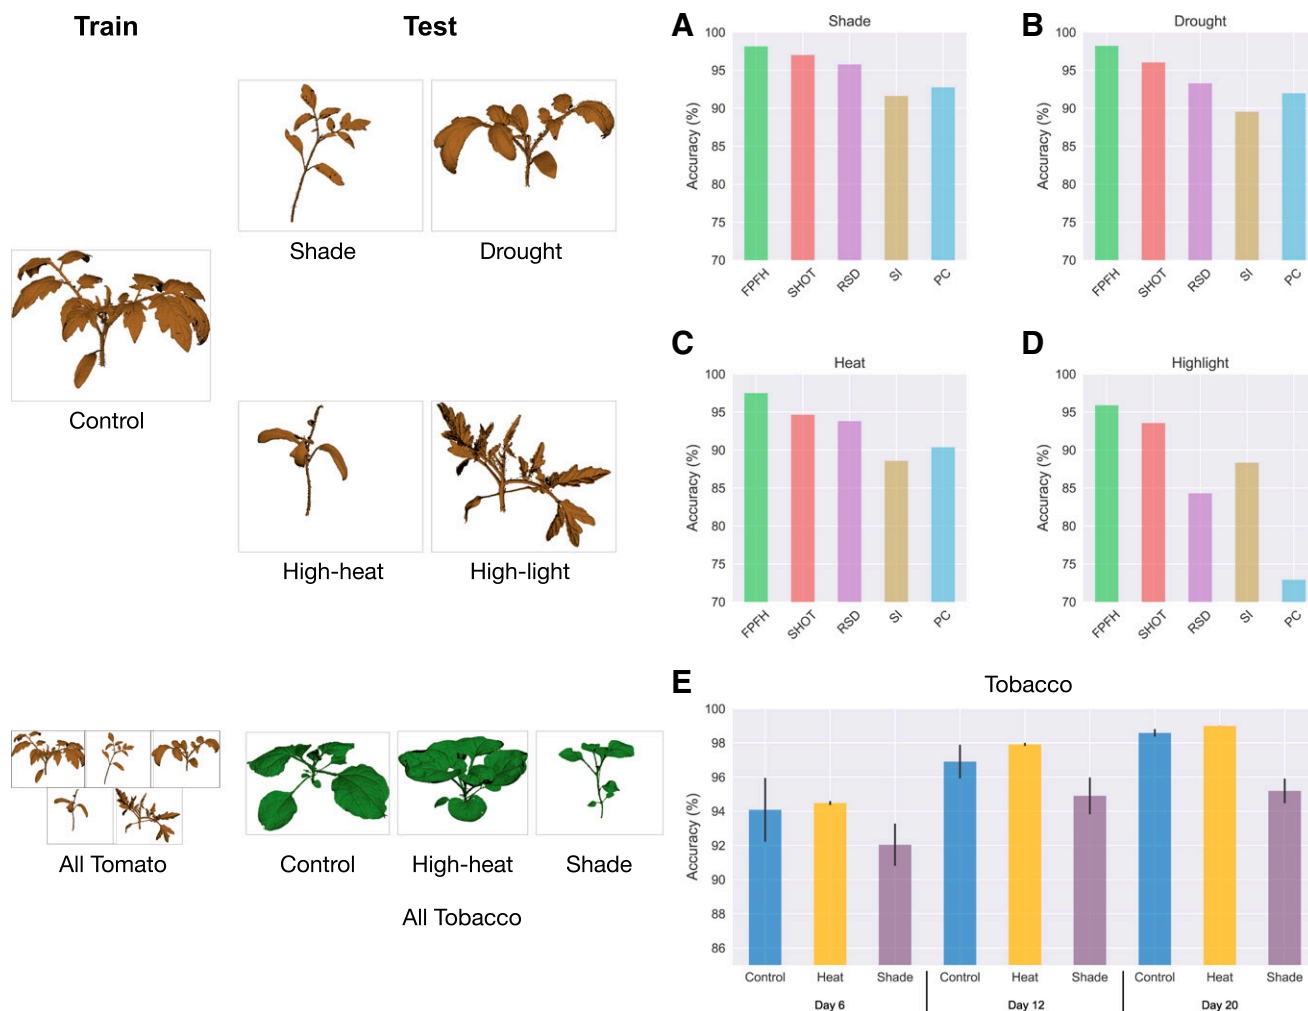 Train
Test
Shade
Drought
Control
High-heat
High-light
All Tomato
Control
High-heat
Shade
All Tobacco
A
Shade
Accuracy (%)
100
95
90
85
80
75
70
FPFH
SHOT
RSD
SI
PC
B
Drought
Accuracy (%)
100
95
90
85
80
75
70
FPFH
SHOT
RSD
SI
PC
C
Heat
Accuracy (%)
100
95
90
85
80
75
70
FPFH
SHOT
RSD
SI
PC
D
Highlight
Accuracy (%)
100
95
90
85
80
75
70
FPFH
SHOT
RSD
SI
PC
E
Tobacco
Accuracy (%)
100
98
96
94
92
90
88
86
Control Heat Shade Control Heat Shade Control Heat Shade
Day 6 Day 12 Day 20